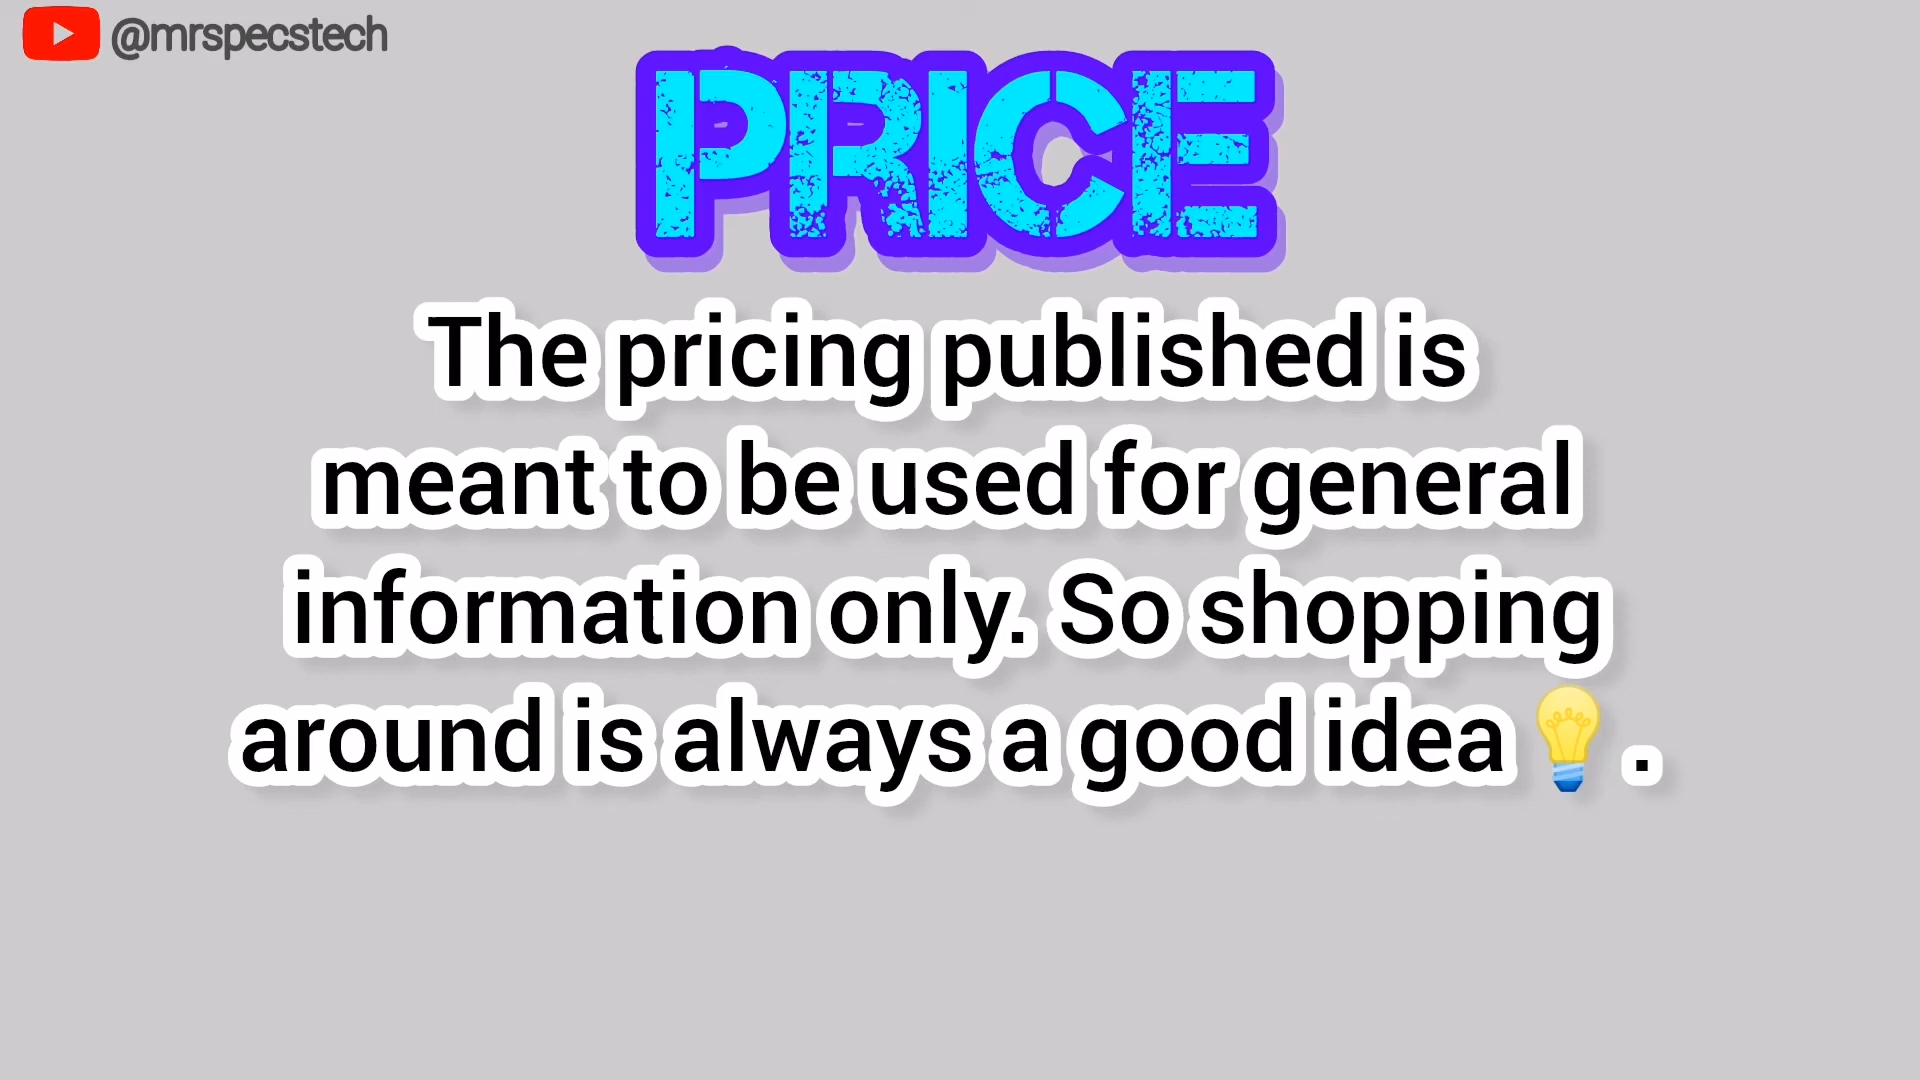 @mrspecstech
PRICE
The pricing published is
meant to be used for general
information only. So shopping
around is always a good idea💡.